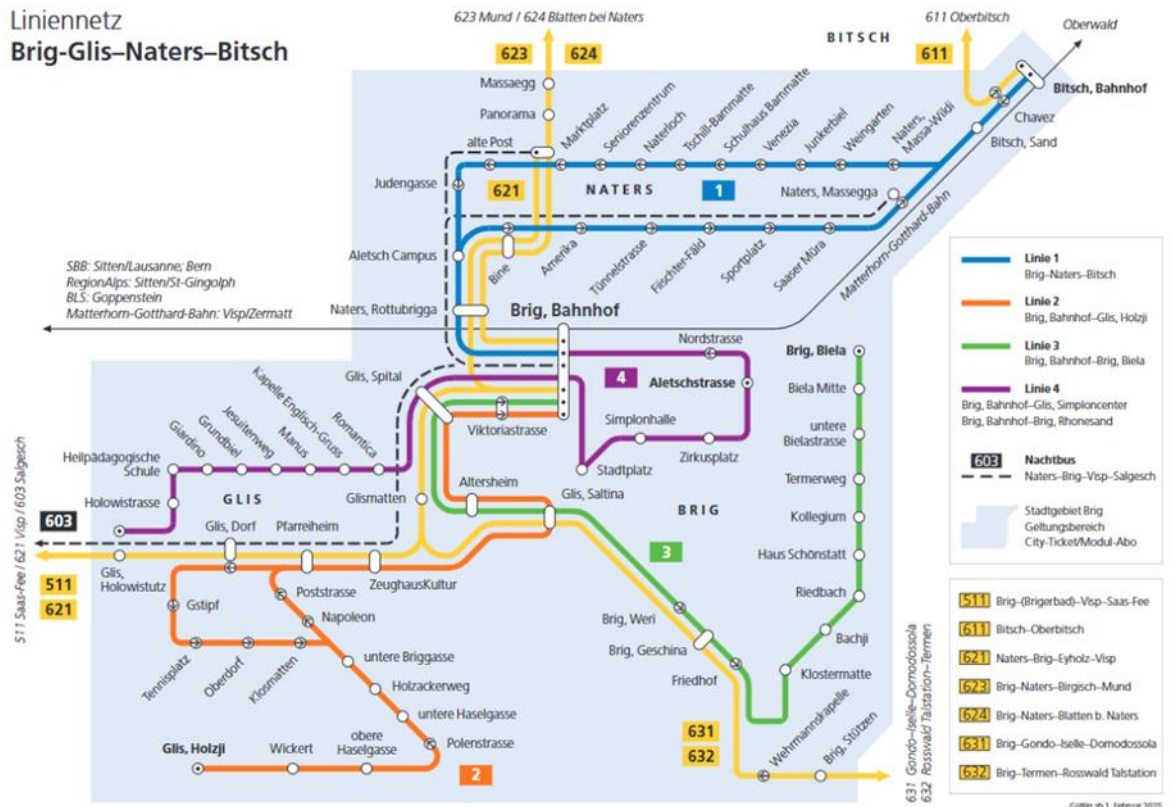 Liniennetz
Brig-Glis–Naters–Bitsch
623 Mund / 624 Blatten bei Naters
623
624
611 Oberbitsch
BITSCH
611
Oberwald
Bitsch, Bahnhof
Chavez
Bitsch, Sand
Massaegg
Panorama
alte Post
Marktplatz
Seniorenzentrum
Naterloch
Tschill-Bammatte
Schulhaus Bammatte
Venezia
Junkerbiel
Weingarten
Naters,
Massa-Wildi
Judengasse
621
NATERS
1
Naters, Massegga
Aletsch Campus
Bine
Amerika
Tunnelstrasse
Fiischter-Fäld
Sportplatz
Saaser Müra
Matterhorn-Gotthard-Bahn
SBB: Sitten/Lausanne; Bern
RegionAlps: Sitten/St-Gingolph
BLS: Goppenstein
Matterhorn-Gotthard-Bahn: Visp/Zermatt
Naters, Rottubrigga
Brig, Bahnhof
Nordstrasse
4
Aletschstrasse
Simplonhalle
Zirkusplatz
Stadtplatz
Glis, Spital
Viktoriastrasse
Kapelle Englisch-Gruss
Romantica
Manus
Jesuitenweg
Grundbiel
Giardino
Heilpädagogische
Schule
Holowistrasse
GLIS
603
Glismatten
Altersheim
Glis, Saltina
BRIG
Glis, Dorf
Pfarreiheim
Glis,
Holowistutz
511
621
511 Saas-Fee / 621 Visp / 603 Salgesch
ZeughausKultur
Gstipf
Poststrasse
Napoleon
Tennisplatz
Oberdorf
Klosmatten
untere Briggasse
Holzackerweg
untere Haselgasse
Polenstrasse
obere
Haselgasse
Wickert
Glis, Holzji
2
3
Brig, Biela
Biela Mitte
untere
Bielastrasse
Termerweg
Kollegium
Haus Schönstatt
Riedbach
Bachji
Klostermatte
Brig, Weri
Brig, Geschina
Friedhof
631
632
Wehrmannskapelle
Brig, Stützen
631 Gondo–Iselle–Domodossola
632 Rosswald Talstation–Termen
Linie 1
Brig–Naters–Bitsch
Linie 2
Brig, Bahnhof–Glis, Holzji
Linie 3
Brig, Bahnhof–Brig, Biela
Linie 4
Brig, Bahnhof–Glis, Simploncenter
Brig, Bahnhof–Brig, Rhonesand
603
Nachtbus
Naters–Brig–Visp–Salgesch
Stadtgebiet Brig
Geltungsbereich
City-Ticket/Modul-Abo
511 Brig–(Brigerbad)–Visp–Saas-Fee
611 Bitsch–Oberbitsch
621 Naters–Brig–Eyholz–Visp
623 Brig–Naters–Birgisch–Mund
624 Brig–Naters–Blatten b. Naters
631 Brig–Gondo–Iselle–Domodossola
632 Brig–Termen–Rosswald Talstation
Gültig ab 1. Februar